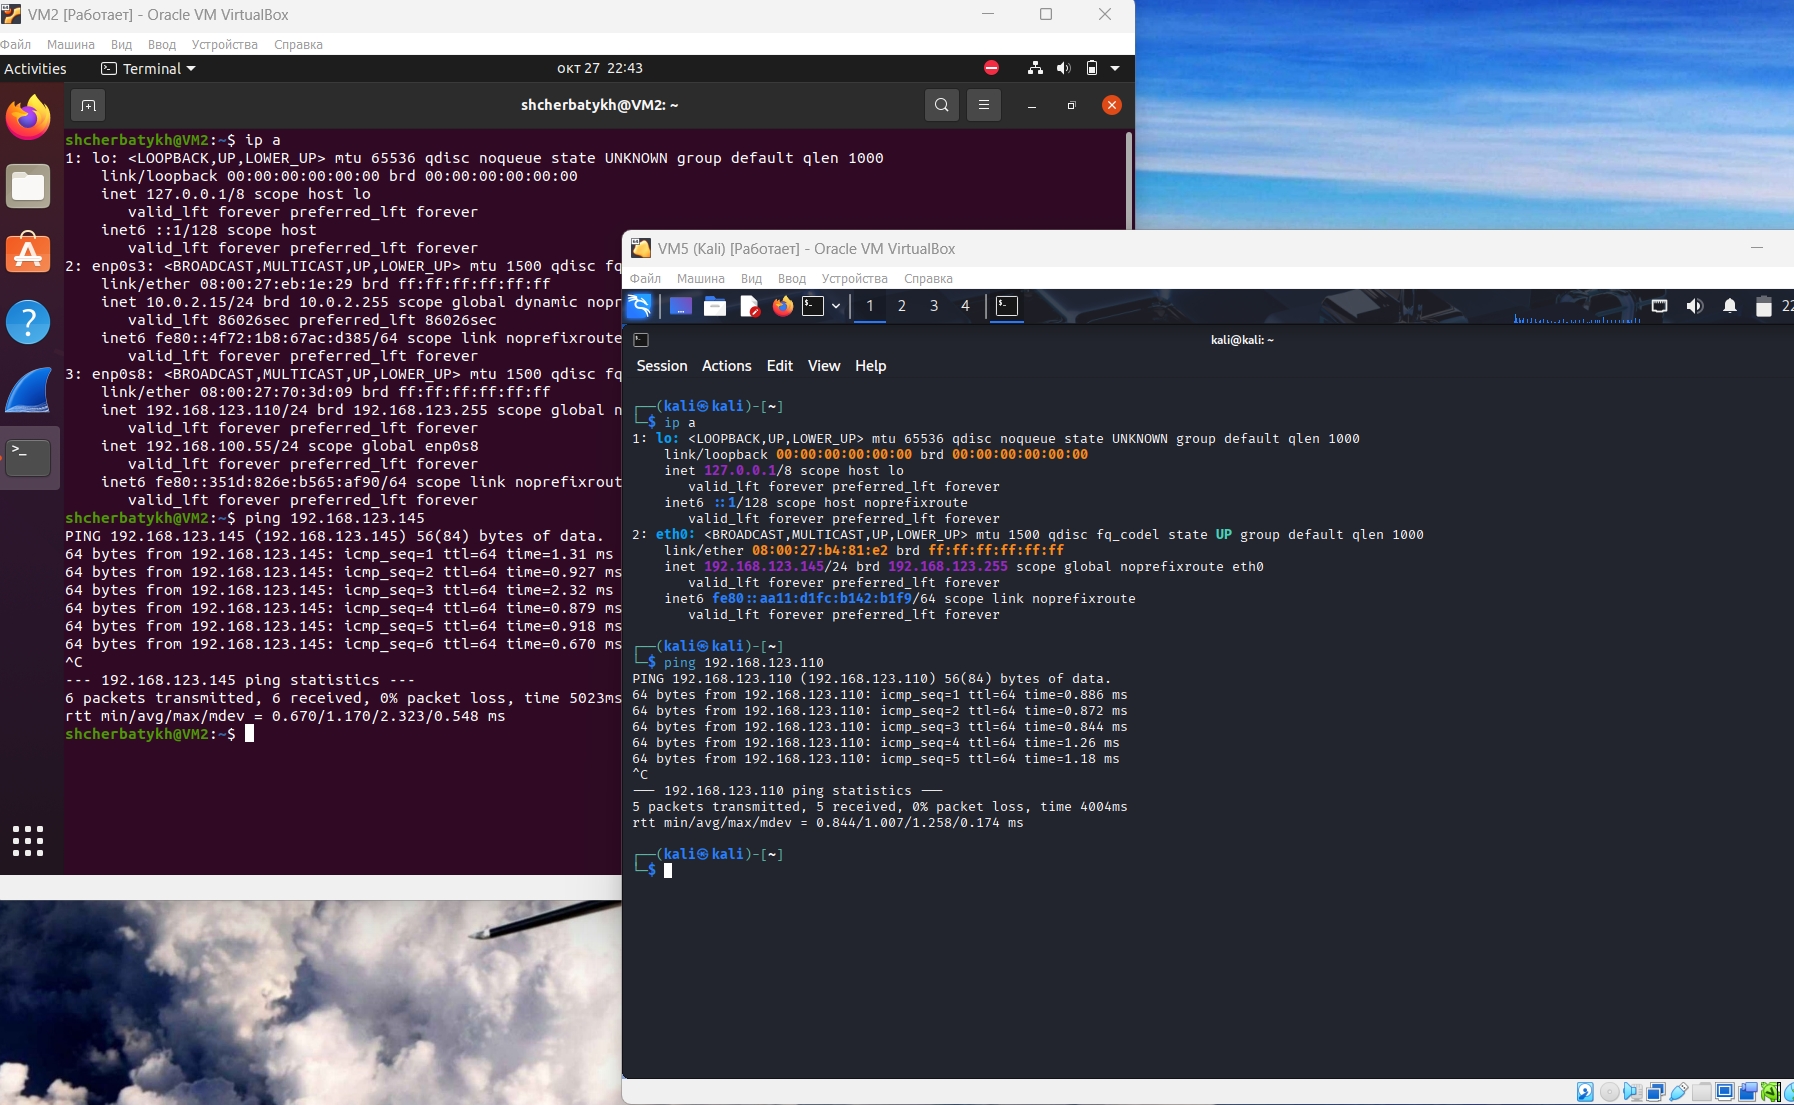 VM2 [Работает] - Oracle VM VirtualBox
Файл Машина Вид Ввод Устройства Справка
Activities Terminal окт 27 22:43
shcherbatykh@VM2: ~
shcherbatykh@VM2:~$ ip a
1: lo: <LOOPBACK,UP,LOWER_UP> mtu 65536 qdisc noqueue state UNKNOWN group default qlen 1000
    link/loopback 00:00:00:00:00:00 brd 00:00:00:00:00:00
    inet 127.0.0.1/8 scope host lo
       valid_lft forever preferred_lft forever
    inet6 ::1/128 scope host
       valid_lft forever preferred_lft forever
2: enp0s3: <BROADCAST,MULTICAST,UP,LOWER_UP> mtu 1500 qdisc fq
    link/ether 08:00:27:eb:1e:29 brd ff:ff:ff:ff:ff:ff
    inet 10.0.2.15/24 brd 10.0.2.255 scope global dynamic nopr
       valid_lft 86026sec preferred_lft 86026sec
    inet6 fe80::4f72:1b8:67ac:d385/64 scope link noprefixroute
       valid_lft forever preferred_lft forever
3: enp0s8: <BROADCAST,MULTICAST,UP,LOWER_UP> mtu 1500 qdisc fq
    link/ether 08:00:27:70:3d:09 brd ff:ff:ff:ff:ff:ff
    inet 192.168.123.110/24 brd 192.168.123.255 scope global n
       valid_lft forever preferred_lft forever
    inet 192.168.100.55/24 scope global enp0s8
       valid_lft forever preferred_lft forever
    inet6 fe80::351d:826e:b565:af90/64 scope link noprefixrout
       valid_lft forever preferred_lft forever
shcherbatykh@VM2:~$ ping 192.168.123.145
PING 192.168.123.145 (192.168.123.145) 56(84) bytes of data.
64 bytes from 192.168.123.145: icmp_seq=1 ttl=64 time=1.31 ms
64 bytes from 192.168.123.145: icmp_seq=2 ttl=64 time=0.927 ms
64 bytes from 192.168.123.145: icmp_seq=3 ttl=64 time=2.32 ms
64 bytes from 192.168.123.145: icmp_seq=4 ttl=64 time=0.879 ms
64 bytes from 192.168.123.145: icmp_seq=5 ttl=64 time=0.918 ms
64 bytes from 192.168.123.145: icmp_seq=6 ttl=64 time=0.670 ms
^C
--- 192.168.123.145 ping statistics ---
6 packets transmitted, 6 received, 0% packet loss, time 5023ms
rtt min/avg/max/mdev = 0.670/1.170/2.323/0.548 ms
shcherbatykh@VM2:~$
VM5 (Kali) [Работает] - Oracle VM VirtualBox
Файл Машина Вид Ввод Устройства Справка
1 2 3 4 22
kali@kali: ~
Session Actions Edit View Help
┌──(kali㉿kali)-[~]
└─$ ip a
1: lo: <LOOPBACK,UP,LOWER_UP> mtu 65536 qdisc noqueue state UNKNOWN group default qlen 1000
    link/loopback 00:00:00:00:00:00 brd 00:00:00:00:00:00
    inet 127.0.0.1/8 scope host lo
       valid_lft forever preferred_lft forever
    inet6 ::1/128 scope host noprefixroute
       valid_lft forever preferred_lft forever
2: eth0: <BROADCAST,MULTICAST,UP,LOWER_UP> mtu 1500 qdisc fq_codel state UP group default qlen 1000
    link/ether 08:00:27:b4:81:e2 brd ff:ff:ff:ff:ff:ff
    inet 192.168.123.145/24 brd 192.168.123.255 scope global noprefixroute eth0
       valid_lft forever preferred_lft forever
    inet6 fe80::aa11:d1fc:b142:b1f9/64 scope link noprefixroute
       valid_lft forever preferred_lft forever
┌──(kali㉿kali)-[~]
└─$ ping 192.168.123.110
PING 192.168.123.110 (192.168.123.110) 56(84) bytes of data.
64 bytes from 192.168.123.110: icmp_seq=1 ttl=64 time=0.886 ms
64 bytes from 192.168.123.110: icmp_seq=2 ttl=64 time=0.872 ms
64 bytes from 192.168.123.110: icmp_seq=3 ttl=64 time=0.844 ms
64 bytes from 192.168.123.110: icmp_seq=4 ttl=64 time=1.26 ms
64 bytes from 192.168.123.110: icmp_seq=5 ttl=64 time=1.18 ms
^C
--- 192.168.123.110 ping statistics ---
5 packets transmitted, 5 received, 0% packet loss, time 4004ms
rtt min/avg/max/mdev = 0.844/1.007/1.258/0.174 ms
┌──(kali㉿kali)-[~]
└─$